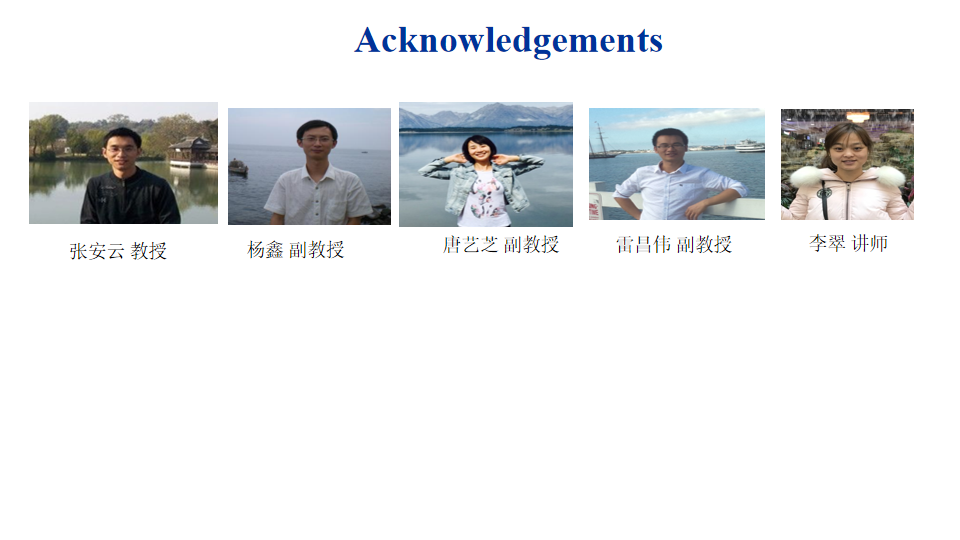 Acknowledgements
张安云 教授
杨鑫 副教授
唐艺芝 副教授
雷昌伟 副教授
李翠 讲师